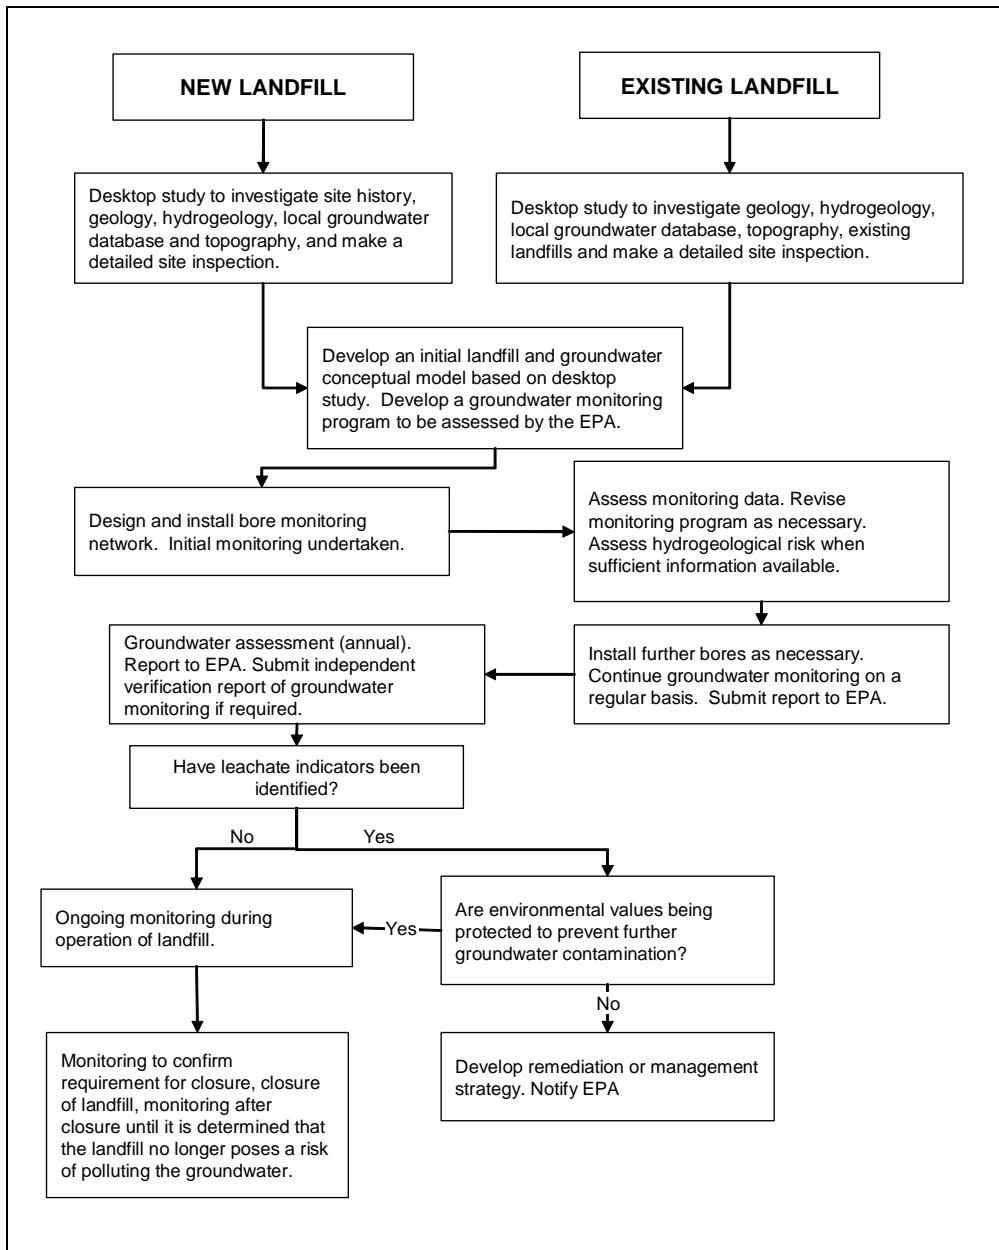 NEW LANDFILL
EXISTING LANDFILL
Desktop study to investigate site history,
geology, hydrogeology, local groundwater
database and topography, and make a
detailed site inspection.
Desktop study to investigate geology, hydrogeology,
local groundwater database, topography, existing
landfills and make a detailed site inspection.
Develop an initial landfill and groundwater
conceptual model based on desktop
study.  Develop a groundwater monitoring
program to be assessed by the EPA.
Design and install bore monitoring
network.  Initial monitoring undertaken.
Assess monitoring data. Revise
monitoring program as necessary.
Assess hydrogeological risk when
sufficient information available.
Install further bores as necessary.
Continue groundwater monitoring on a
regular basis.  Submit report to EPA.
Groundwater assessment (annual).
Report to EPA. Submit independent
verification report of groundwater
monitoring if required.
Have leachate indicators been
identified?
No
Yes
Ongoing monitoring during
operation of landfill.
Yes
Are environmental values being
protected to prevent further
groundwater contamination?
No
Monitoring to confirm
requirement for closure, closure
of landfill, monitoring after
closure until it is determined that
the landfill no longer poses a risk
of polluting the groundwater.
Develop remediation or management
strategy. Notify EPA